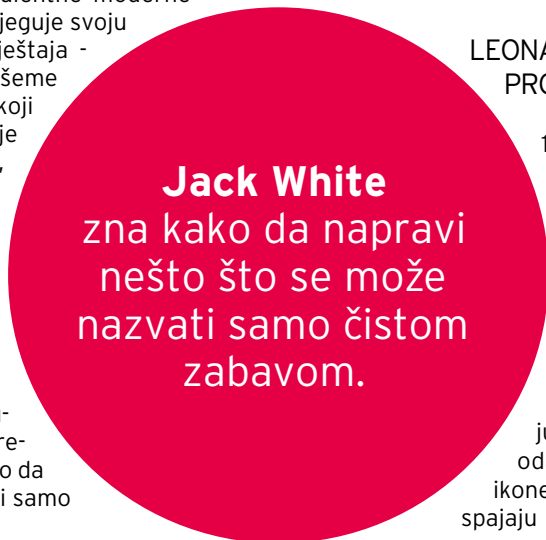 jeguje svoju
ještaja -
šeme
koji
je
Jack White
zna kako da napravi
nešto što se može
nazvati samo čistom
zabavom.
g-
re-
o da
i samo
LEONA
PRO
1
ju
od
ikone
spajaju